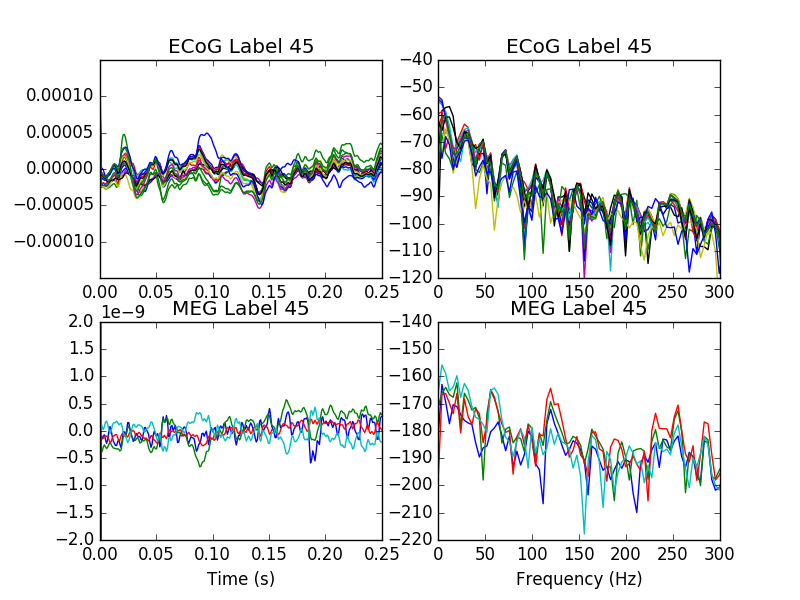 ECoG Label 45
0.00010
0.00005
0.00000
−0.00005
−0.00010
0.00 0.05 0.10 0.15 0.20 0.25
ECoG Label 45
−40
−50
−60
−70
−80
−90
−100
−110
−120
0 50 100 150 200 250 300
1e−9
MEG Label 45
2.0
1.5
1.0
0.5
0.0
−0.5
−1.0
−1.5
−2.0
0.00 0.05 0.10 0.15 0.20 0.25
Time (s)
MEG Label 45
−140
−150
−160
−170
−180
−190
−200
−210
−220
0 50 100 150 200 250 300
Frequency (Hz)